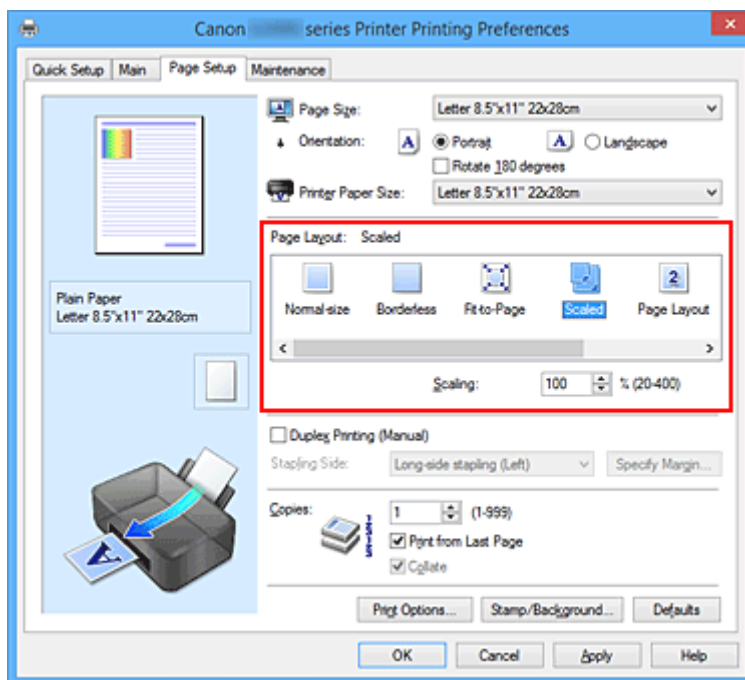 Canon series Printer Printing Preferences
Quick Setup Main Page Setup Maintenance
Page Size: Letter 8.5"x11" 22x28cm
Orientation: A Portrait A Landscape
Rotate 180 degrees
Printer Paper Size: Letter 8.5"x11" 22x28cm
Page Layout: Scaled
Normal-size Borderless Fit-to-Page Scaled 2 Page Layout
Scaling: 100 % (20-400)
Plain Paper
Letter 8.5"x11" 22x28cm
Duplex Printing (Manual)
Stapling Side: Long-side stapling (Left) Specify Margin...
Copies: 1 (1-999)
Print from Last Page
Collate
A
Print Options... Stamp/Background... Defaults
OK Cancel Apply Help